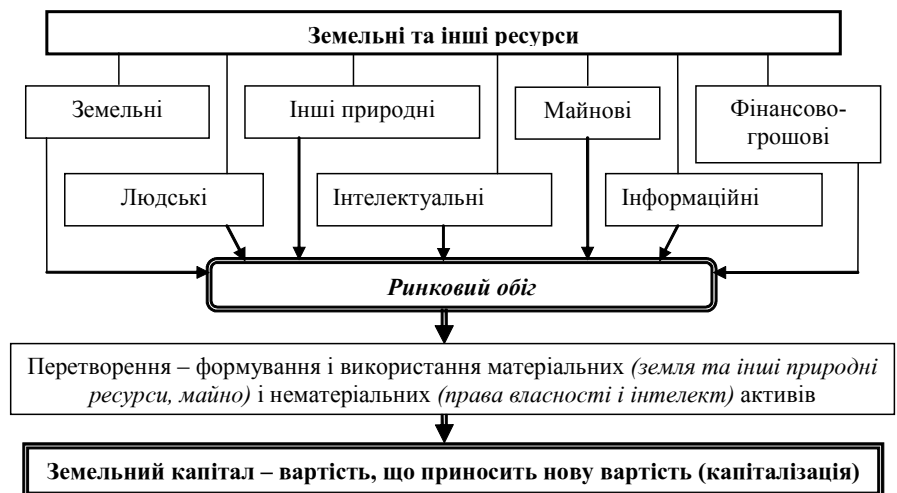 Земельні та інші ресурси
Земельні
Інші природні
Майнові
Фінансово-
грошові
Людські
Інтелектуальні
Інформаційні
Ринковий обіг
Перетворення – формування і використання матеріальних (земля та інші природні
ресурси, майно) і нематеріальних (права власності і інтелект) активів
Земельний капітал – вартість, що приносить нову вартість (капіталізація)